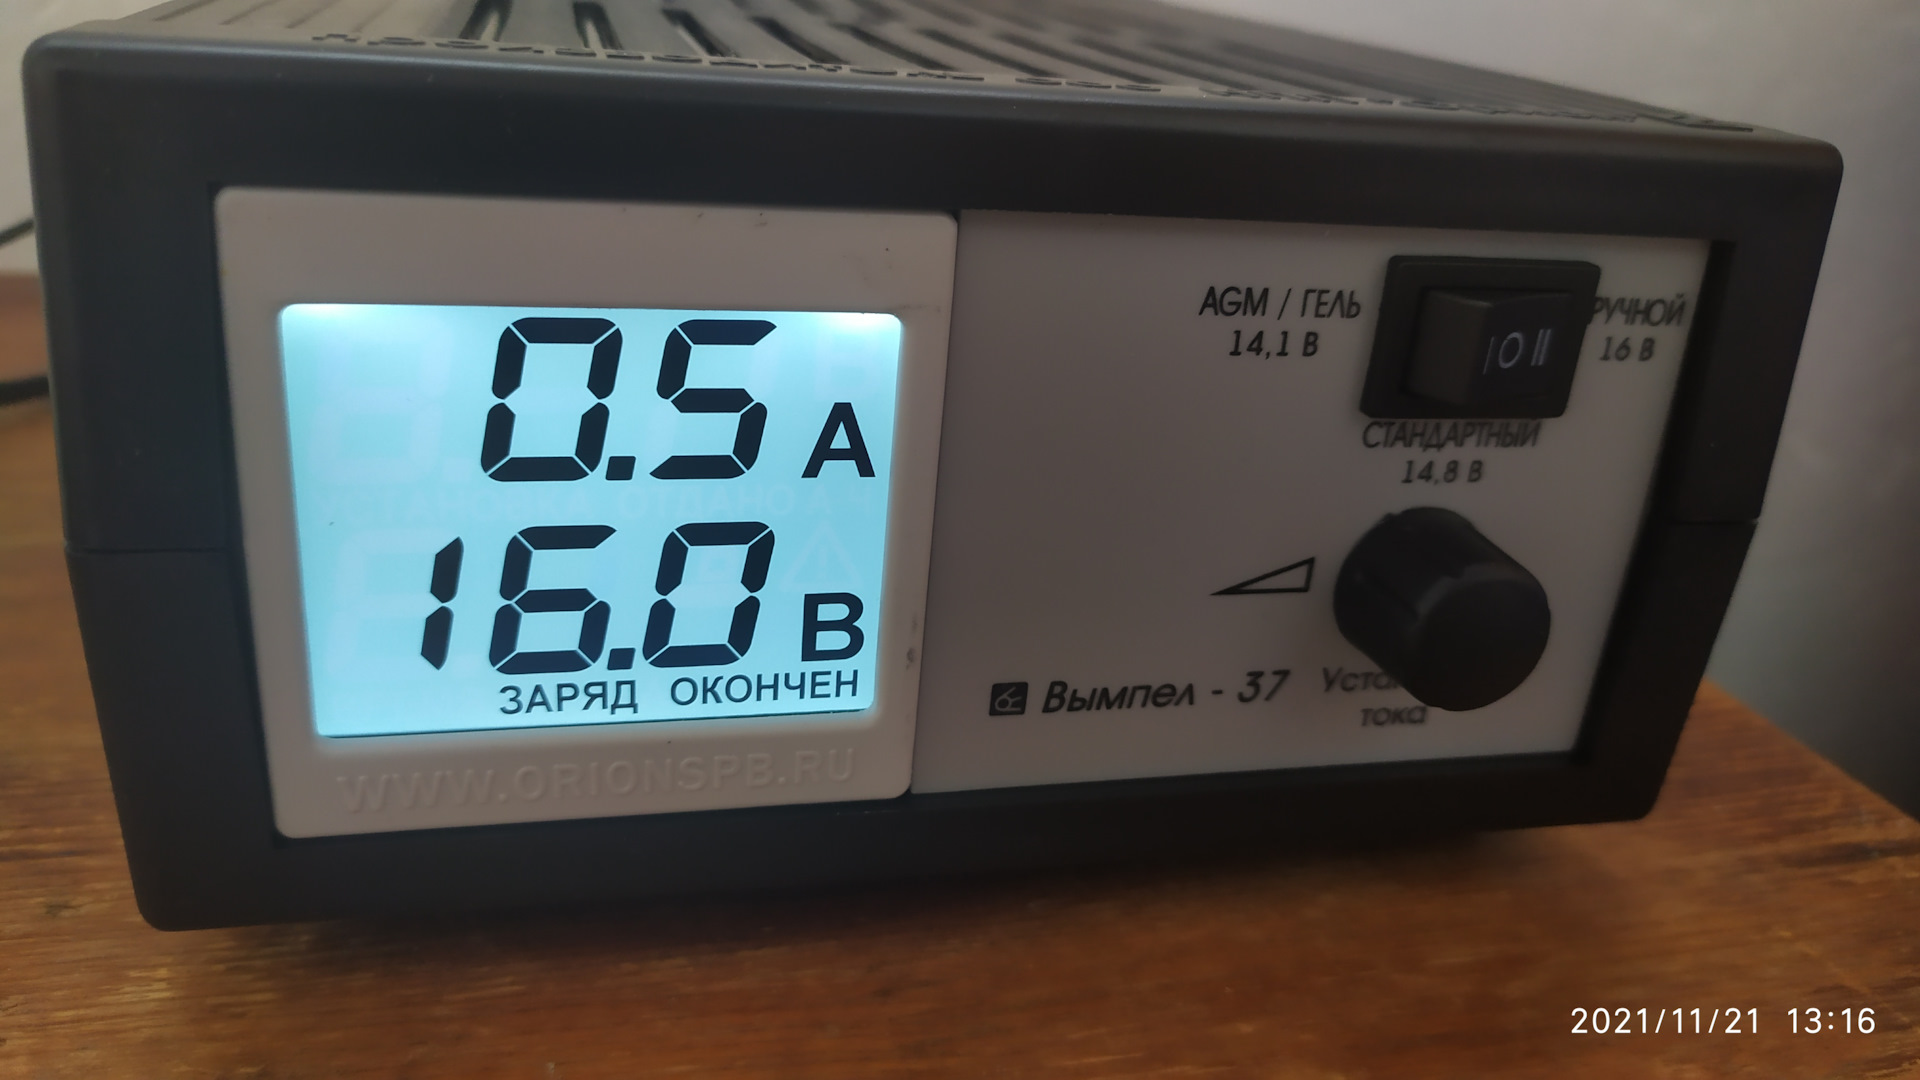 0.5 A
16.0 В
ЗАРЯД ОКОНЧЕН
WWW.ORIONSPB.RU
AGM / ГЕЛЬ
14,1 В
I O II
РУЧНОЙ
16 В
СТАНДАРТНЫЙ
14,8 В
Вымпел - 37
тока
2021/11/21 13:16